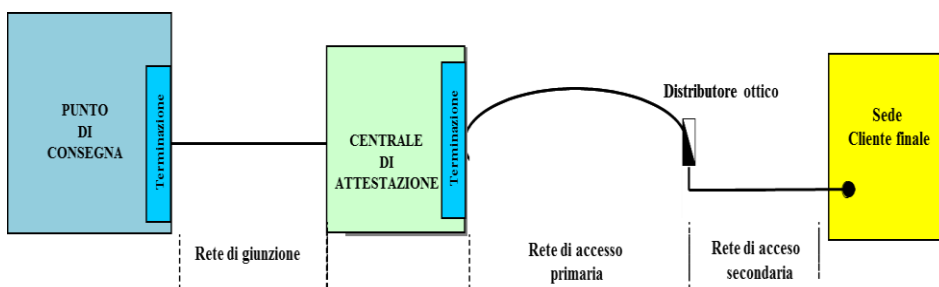 PUNTO
DI
CONSEGNA
Terminazione
CENTRALE
DI
ATTESTAZIONE
Terminazione
Distributore ottico
Sede
Cliente finale
Rete di giunzione
Rete di accesso
primaria
Rete di acceso
secondaria